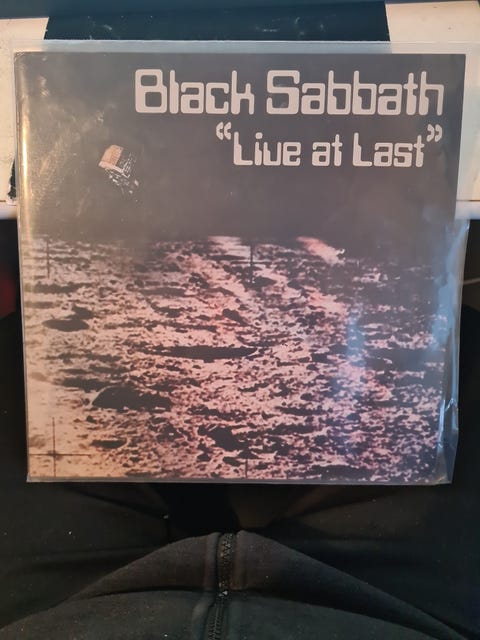 Black Sabbath
“Live at Last”